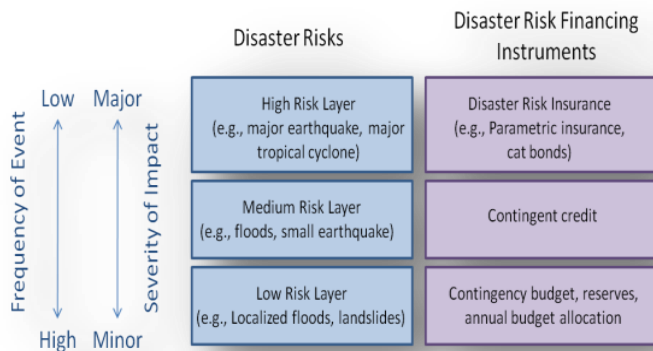 Disaster Risks
Disaster Risk Financing
Instruments
Frequency of Event
Low
High
Major
Minor
Severity of Impact
High Risk Layer
(e.g., major earthquake, major
tropical cyclone)
Disaster Risk Insurance
(e.g., Parametric insurance,
cat bonds)
Medium Risk Layer
(e.g., floods, small earthquake)
Contingent credit
Low Risk Layer
(e.g., Localized floods, landslides)
Contingency budget, reserves,
annual budget allocation